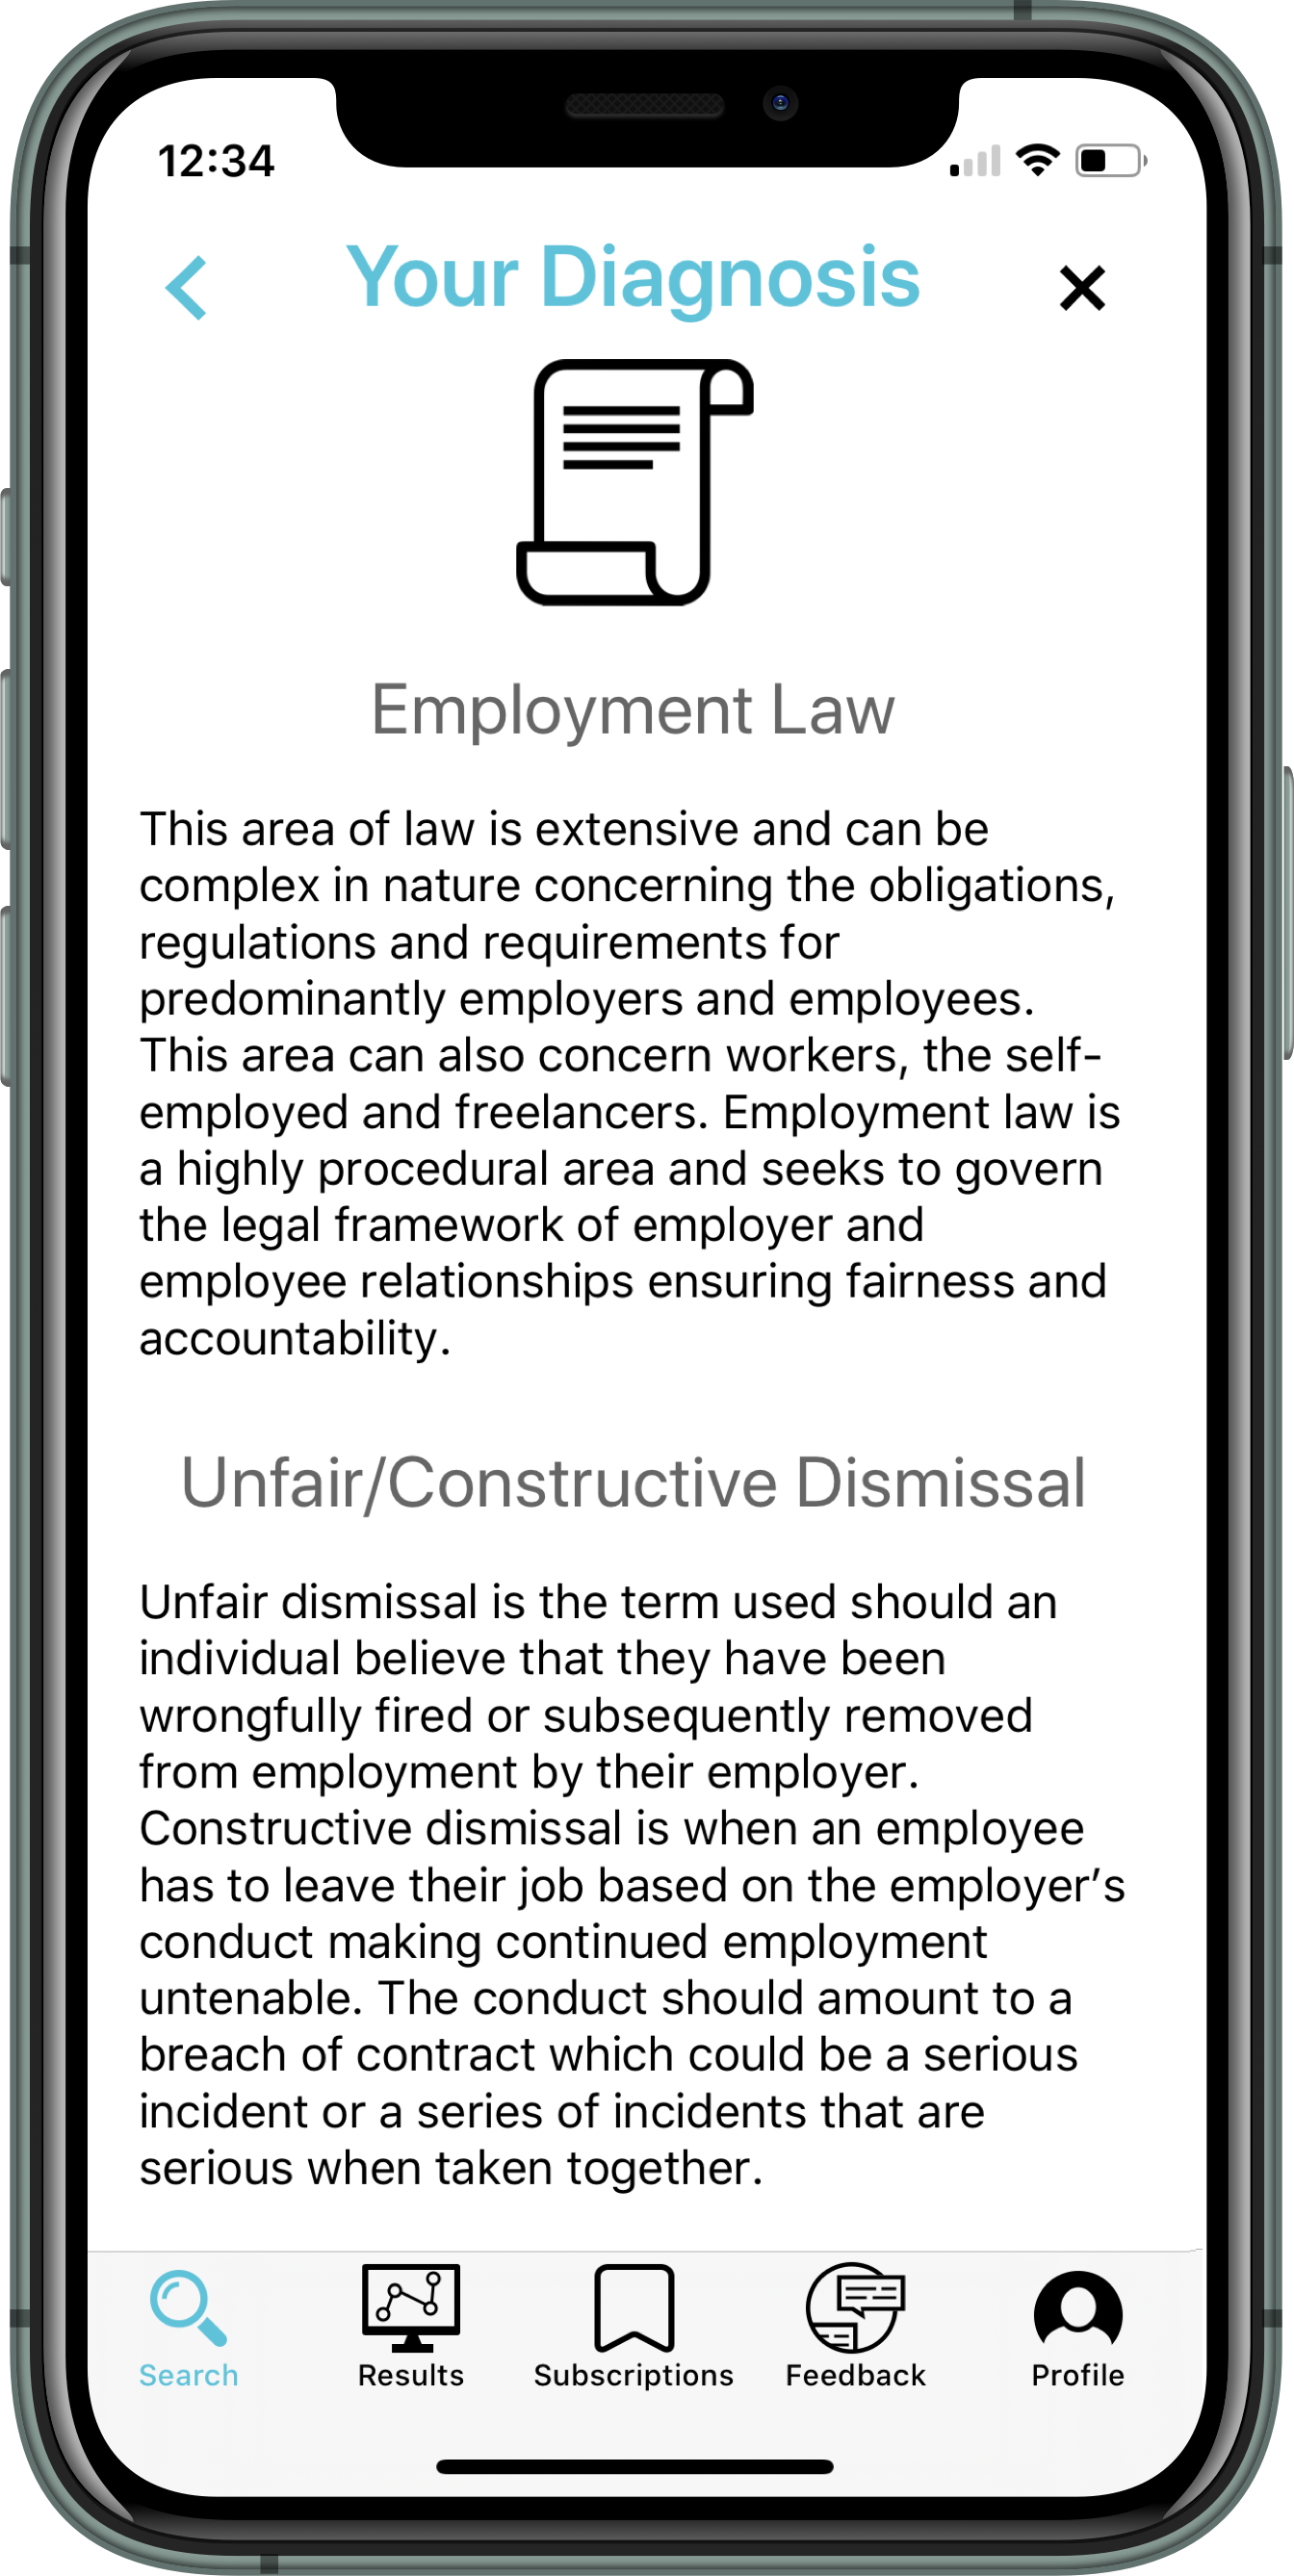 12:34
Your Diagnosis
Employment Law
This area of law is extensive and can be
complex in nature concerning the obligations,
regulations and requirements for
predominantly employers and employees.
This area can also concern workers, the self-
employed and freelancers. Employment law is
a highly procedural area and seeks to govern
the legal framework of employer and
employee relationships ensuring fairness and
accountability.
Unfair/Constructive Dismissal
Unfair dismissal is the term used should an
individual believe that they have been
wrongfully fired or subsequently removed
from employment by their employer.
Constructive dismissal is when an employee
has to leave their job based on the employer’s
conduct making continued employment
untenable. The conduct should amount to a
breach of contract which could be a serious
incident or a series of incidents that are
serious when taken together.
Search Results Subscriptions Feedback Profile